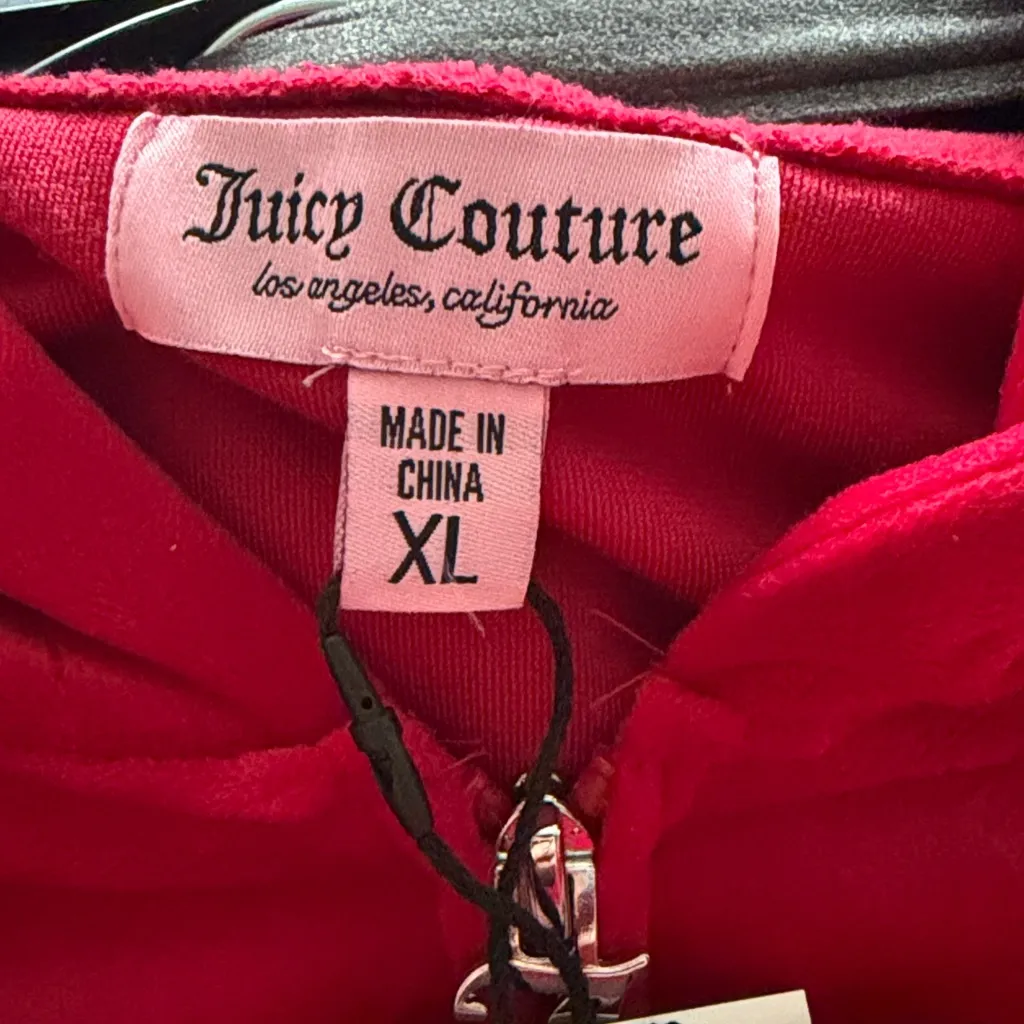 Juicy Couture
los angeles, california
MADE IN
CHINA
XL